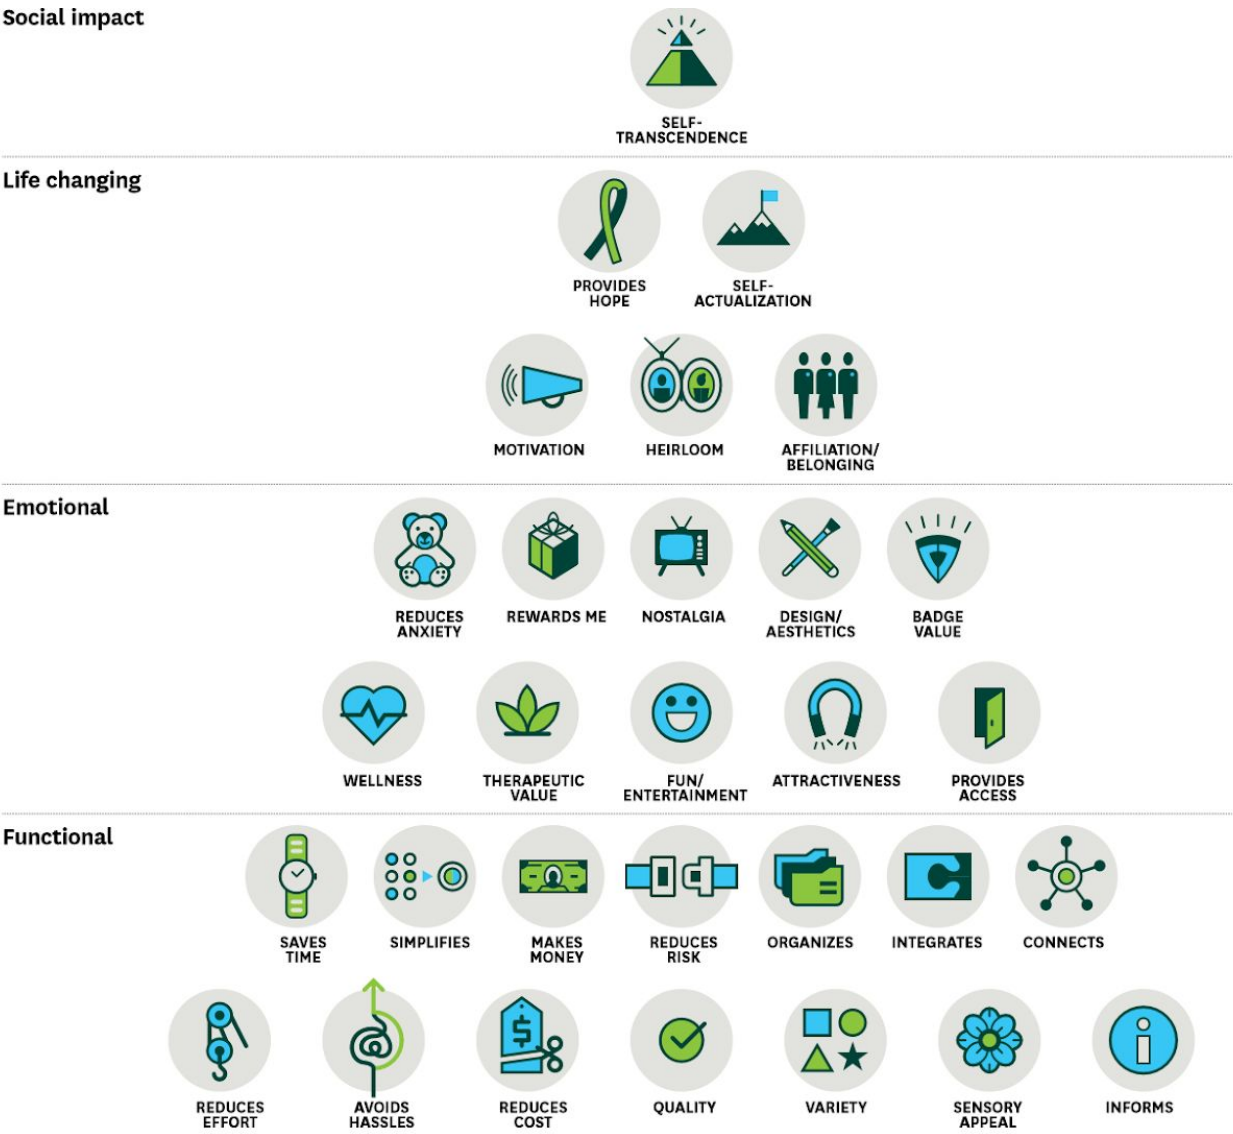 Social impact
SELF-
TRANSCENDENCE
Life changing
PROVIDES
HOPE
SELF-
ACTUALIZATION
MOTIVATION
HEIRLOOM
AFFILIATION/
BELONGING
Emotional
REDUCES
ANXIETY
REWARDS ME
NOSTALGIA
DESIGN/
AESTHETICS
BADGE
VALUE
WELLNESS
THERAPEUTIC
VALUE
FUN/
ENTERTAINMENT
ATTRACTIVENESS
PROVIDES
ACCESS
Functional
SAVES
TIME
SIMPLIFIES
MAKES
MONEY
REDUCES
RISK
ORGANIZES
INTEGRATES
CONNECTS
REDUCES
EFFORT
AVOIDS
HASSLES
$
REDUCES
COST
QUALITY
VARIETY
SENSORY
APPEAL
i
INFORMS